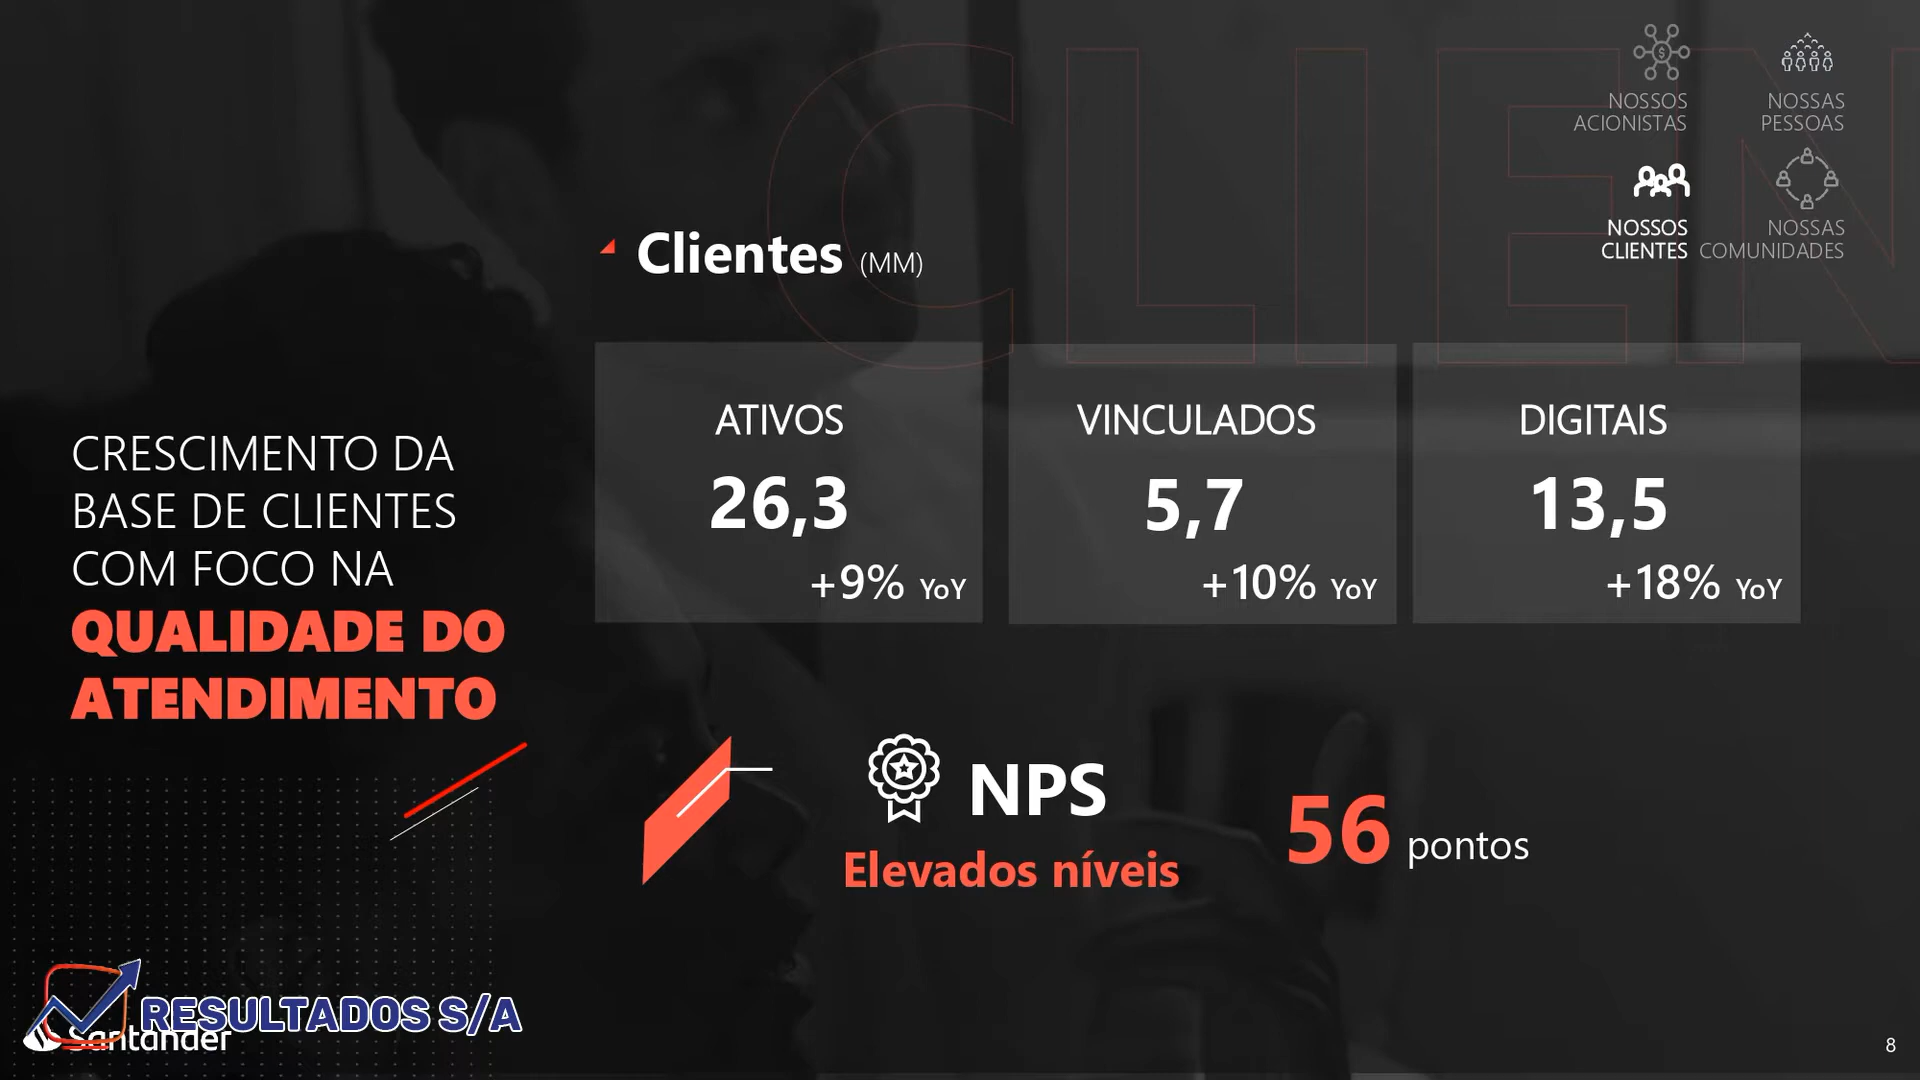 CLIEN
NOSSOS
ACIONISTAS
NOSSAS
PESSOAS
NOSSOS
CLIENTES
NOSSAS
COMUNIDADES
Clientes (MM)
CRESCIMENTO DA
BASE DE CLIENTES
COM FOCO NA
QUALIDADE DO
ATENDIMENTO
ATIVOS
26,3
+9% YoY
VINCULADOS
5,7
+10% YoY
DIGITAIS
13,5
+18% YoY
NPS
Elevados níveis
56 pontos
RESULTADOS S/A
Santander
8